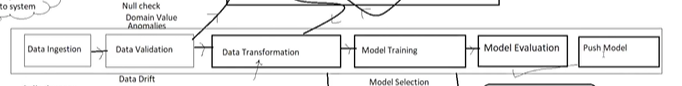 to system
Null check
Domain Value
Anomalies
Data Ingestion
Data Validation
Data Transformation
Model Training
Model Evaluation
Push Model
Data Drift
Model Selection